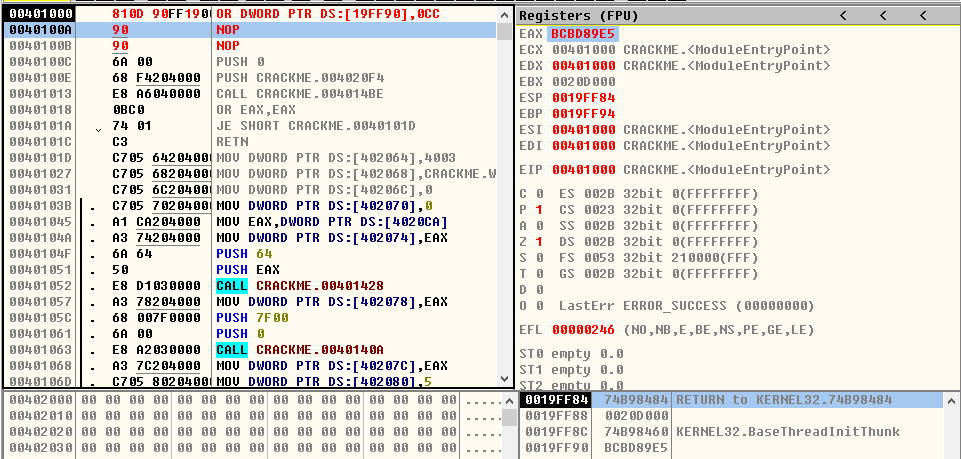 00401000 810D 90FF1900 OR DWORD PTR DS:[19FF90],0CC
0040100A 90 NOP
0040100B 90 NOP
0040100C 6A 00 PUSH 0
0040100E 68 F4204000 PUSH CRACKME.004020F4
00401013 E8 A6040000 CALL CRACKME.004014BE
00401018 0BC0 OR EAX,EAX
0040101A 74 01 JE SHORT CRACKME.0040101D
0040101C C3 RETN
0040101D C705 64204000 MOV DWORD PTR DS:[402064],4003
00401027 C705 68204000 MOV DWORD PTR DS:[402068],CRACKME.W
00401031 C705 6C204000 MOV DWORD PTR DS:[40206C],0
0040103B . C705 70204000 MOV DWORD PTR DS:[402070],0
00401045 . A1 CA204000 MOV EAX,DWORD PTR DS:[4020CA]
0040104A . A3 74204000 MOV DWORD PTR DS:[402074],EAX
0040104F . 6A 64 PUSH 64
00401051 . 50 PUSH EAX
00401052 . E8 D1030000 CALL CRACKME.00401428
00401057 . A3 78204000 MOV DWORD PTR DS:[402078],EAX
0040105C . 68 007F0000 PUSH 7F00
00401061 . 6A 00 PUSH 0
00401063 . E8 A2030000 CALL CRACKME.0040140A
00401068 . A3 7C204000 MOV DWORD PTR DS:[40207C],EAX
0040106D . C705 80204000 MOV DWORD PTR DS:[402080],5
Registers (FPU) < < <
EAX BCBD89E5
ECX 00401000 CRACKME.<ModuleEntryPoint>
EDX 00401000 CRACKME.<ModuleEntryPoint>
EBX 0020D000
ESP 0019FF84
EBP 0019FF94
ESI 00401000 CRACKME.<ModuleEntryPoint>
EDI 00401000 CRACKME.<ModuleEntryPoint>
EIP 00401000 CRACKME.<ModuleEntryPoint>
C 0 ES 002B 32bit 0(FFFFFFFF)
P 1 CS 0023 32bit 0(FFFFFFFF)
A 0 SS 002B 32bit 0(FFFFFFFF)
Z 1 DS 002B 32bit 0(FFFFFFFF)
S 0 FS 0053 32bit 210000(FFF)
T 0 GS 002B 32bit 0(FFFFFFFF)
D 0
O 0 LastErr ERROR_SUCCESS (00000000)
EFL 00000246 (NO,NB,E,BE,NS,PE,GE,LE)
ST0 empty 0.0
ST1 empty 0.0
ST2 empty 0.0
00402000 00 00 00 00 00 00 00 00 00 00 00 00 00 00 00 00 .....
00402010 00 00 00 00 00 00 00 00 00 00 00 00 00 00 00 00 .....
00402020 00 00 00 00 00 00 00 00 00 00 00 00 00 00 00 00 .....
00402030 00 00 00 00 00 00 00 00 00 00 00 00 00 00 00 00 .....
0019FF84 74B98484 RETURN to KERNEL32.74B98484
0019FF88 0020D000
0019FF8C 74B98460 KERNEL32.BaseThreadInitThunk
0019FF90 BCBD89E5